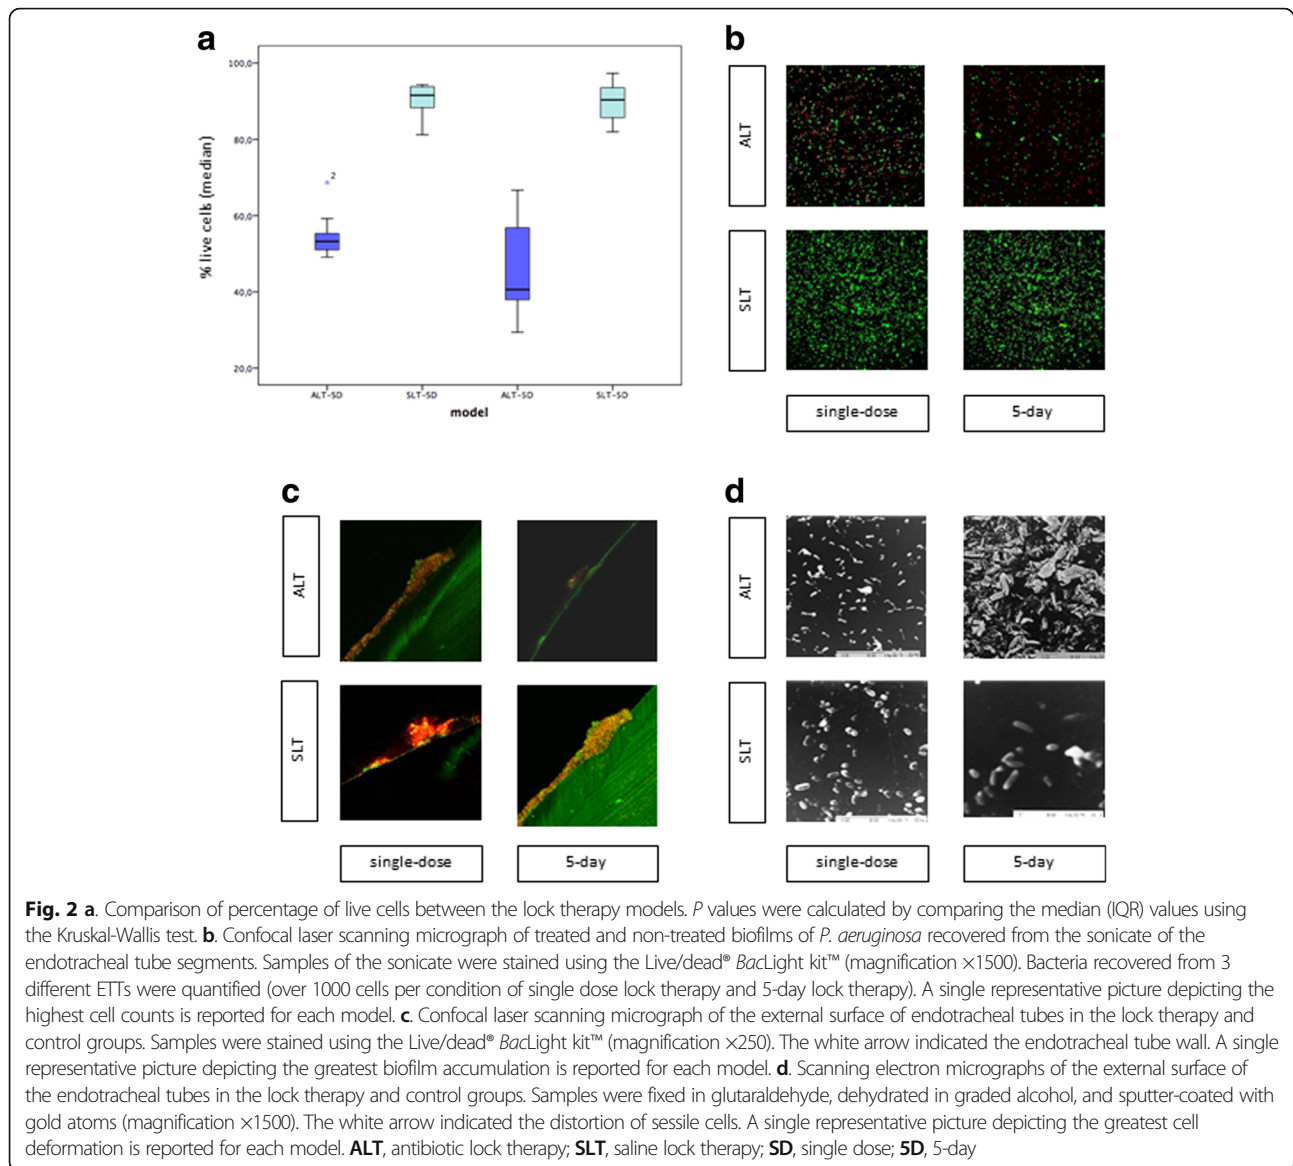 a
100,0
80,0
60,0
40,0
20,0
% live cells (median)
2
ALT-SD
SLT-SD
ALT-5D
SLT-5D
model
b
ALT
SLT
single-dose
5-day
c
ALT
SLT
single-dose
5-day
d
ALT
SLT
single-dose
5-day
Fig. 2 a. Comparison of percentage of live cells between the lock therapy models. P values were calculated by comparing the median (IQR) values using
the Kruskal-Wallis test. b. Confocal laser scanning micrograph of treated and non-treated biofilms of P. aeruginosa recovered from the sonicate of the
endotracheal tube segments. Samples of the sonicate were stained using the Live/dead® BacLight kit™ (magnification ×1500). Bacteria recovered from 3
different ETTs were quantified (over 1000 cells per condition of single dose lock therapy and 5-day lock therapy). A single representative picture depicting the
highest cell counts is reported for each model. c. Confocal laser scanning micrograph of the external surface of endotracheal tubes in the lock therapy and
control groups. Samples were stained using the Live/dead® BacLight kit™ (magnification ×250). The white arrow indicated the endotracheal tube wall. A single
representative picture depicting the greatest biofilm accumulation is reported for each model. d. Scanning electron micrographs of the external surface of
the endotracheal tubes in the lock therapy and control groups. Samples were fixed in glutaraldehyde, dehydrated in graded alcohol, and sputter-coated with
gold atoms (magnification ×1500). The white arrow indicated the distortion of sessile cells. A single representative picture depicting the greatest cell
deformation is reported for each model. ALT, antibiotic lock therapy; SLT, saline lock therapy; SD, single dose; 5D, 5-day